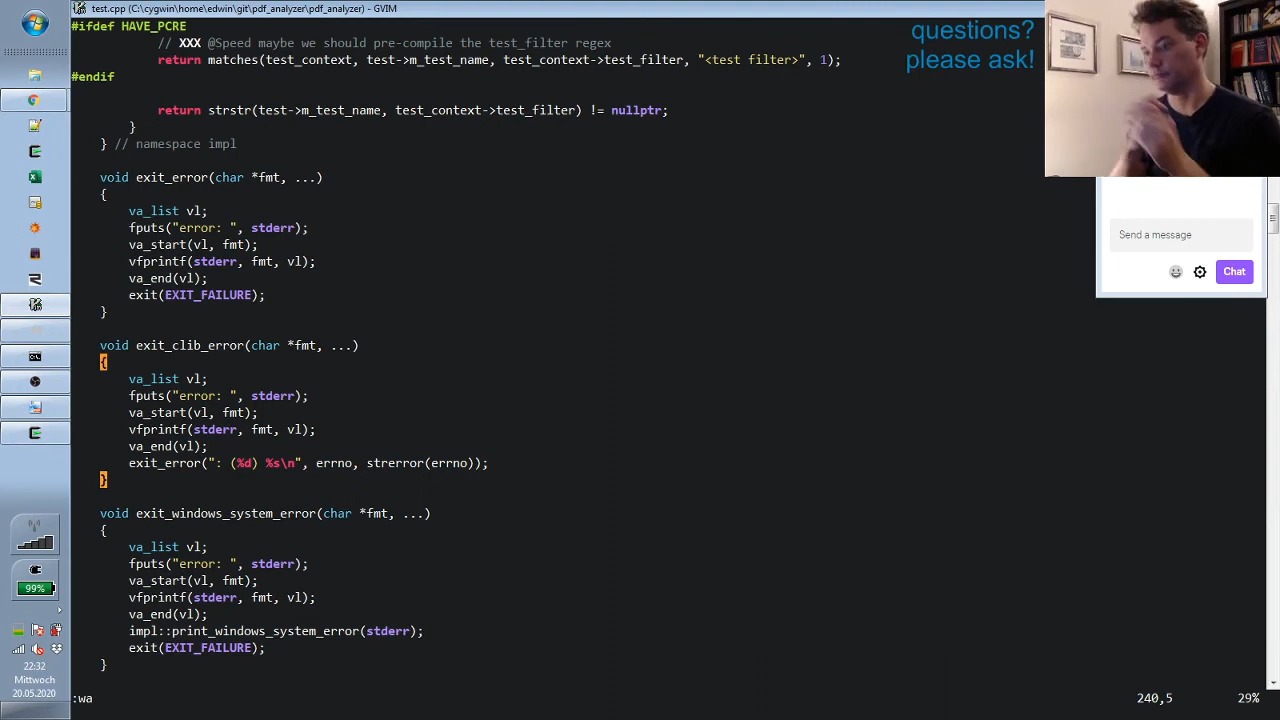 test.cpp (C:\cygwin\home\edwin\git\pdf_analyzer\pdf_analyzer) - GVIM
#ifdef HAVE_PCRE
// XXX @Speed maybe we should pre-compile the test_filter regex
return matches(test_context, test->m_test_name, test_context->test_filter, "<test filter>", 1);
#endif
return strstr(test->m_test_name, test_context->test_filter) != nullptr;
}
} // namespace impl
void exit_error(char *fmt, ...)
{
va_list vl;
fputs("error: ", stderr);
va_start(vl, fmt);
vfprintf(stderr, fmt, vl);
va_end(vl);
exit(EXIT_FAILURE);
}
void exit_clib_error(char *fmt, ...)
{
va_list vl;
fputs("error: ", stderr);
va_start(vl, fmt);
vfprintf(stderr, fmt, vl);
va_end(vl);
exit_error(": (%d) %s\n", errno, strerror(errno));
}
void exit_windows_system_error(char *fmt, ...)
{
va_list vl;
fputs("error: ", stderr);
va_start(vl, fmt);
vfprintf(stderr, fmt, vl);
va_end(vl);
impl::print_windows_system_error(stderr);
exit(EXIT_FAILURE);
}
:wa
240,5 29%
questions?
please ask!
Send a message
Chat
99%
22:32
Mittwoch
20.05.2020